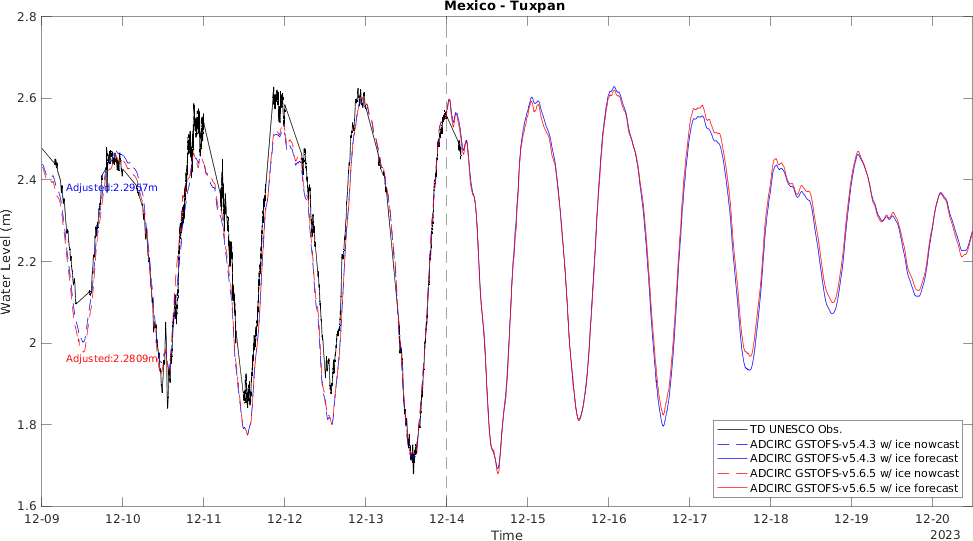 Mexico - Tuxpan
Water Level (m)
2.8
2.6
2.4
2.2
2
1.8
1.6
Adjusted:2.2907m
Adjusted:2.2809m
TD UNESCO Obs.
ADCIRC GSTOFS-v5.4.3 w/ ice nowcast
ADCIRC GSTOFS-v5.4.3 w/ ice forecast
ADCIRC GSTOFS-v5.6.5 w/ ice nowcast
ADCIRC GSTOFS-v5.6.5 w/ ice forecast
12-09 12-10 12-11 12-12 12-13 12-14 12-15 12-16 12-17 12-18 12-19 12-20
2023
Time